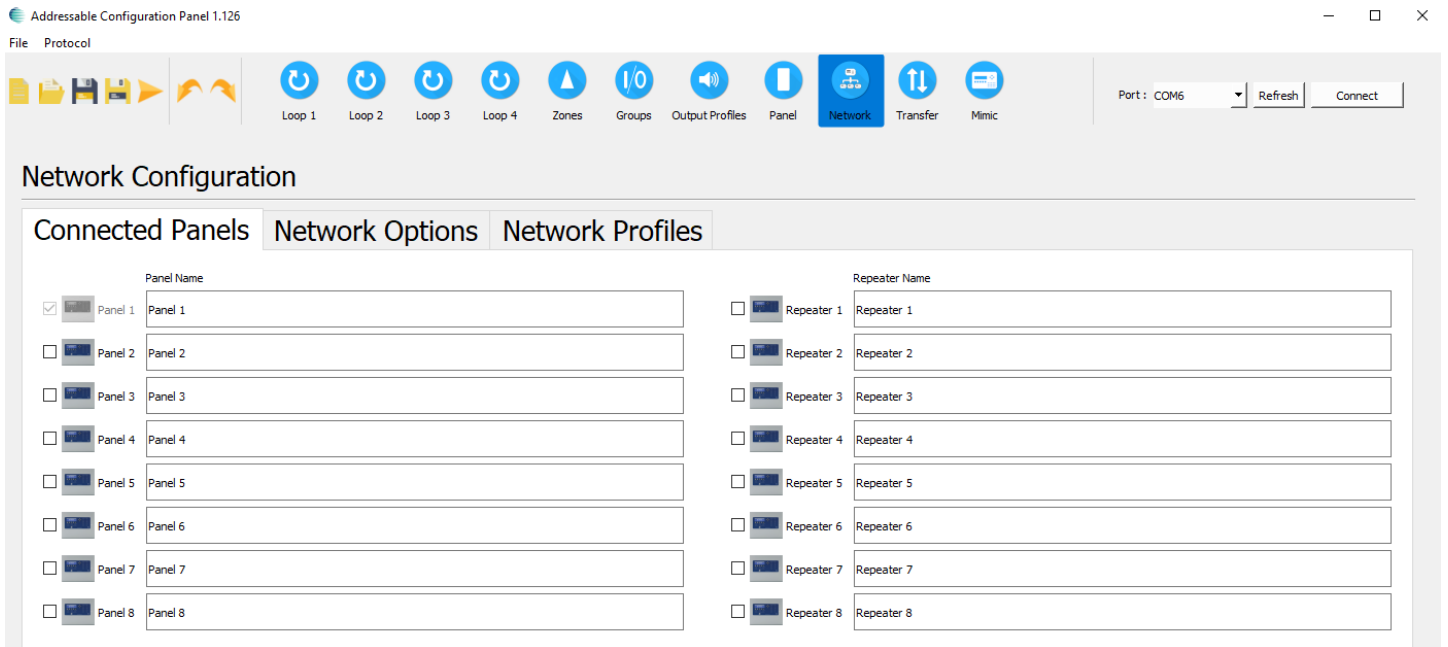 Addressable Configuration Panel 1.126
File Protocol
Loop 1 Loop 2 Loop 3 Loop 4 Zones Groups Output Profiles Panel Network Transfer Mimic
Port : COM6 Refresh Connect
Network Configuration
Connected Panels Network Options Network Profiles
Panel Name Repeater Name
Panel 1 Panel 1 Repeater 1 Repeater 1
Panel 2 Panel 2 Repeater 2 Repeater 2
Panel 3 Panel 3 Repeater 3 Repeater 3
Panel 4 Panel 4 Repeater 4 Repeater 4
Panel 5 Panel 5 Repeater 5 Repeater 5
Panel 6 Panel 6 Repeater 6 Repeater 6
Panel 7 Panel 7 Repeater 7 Repeater 7
Panel 8 Panel 8 Repeater 8 Repeater 8